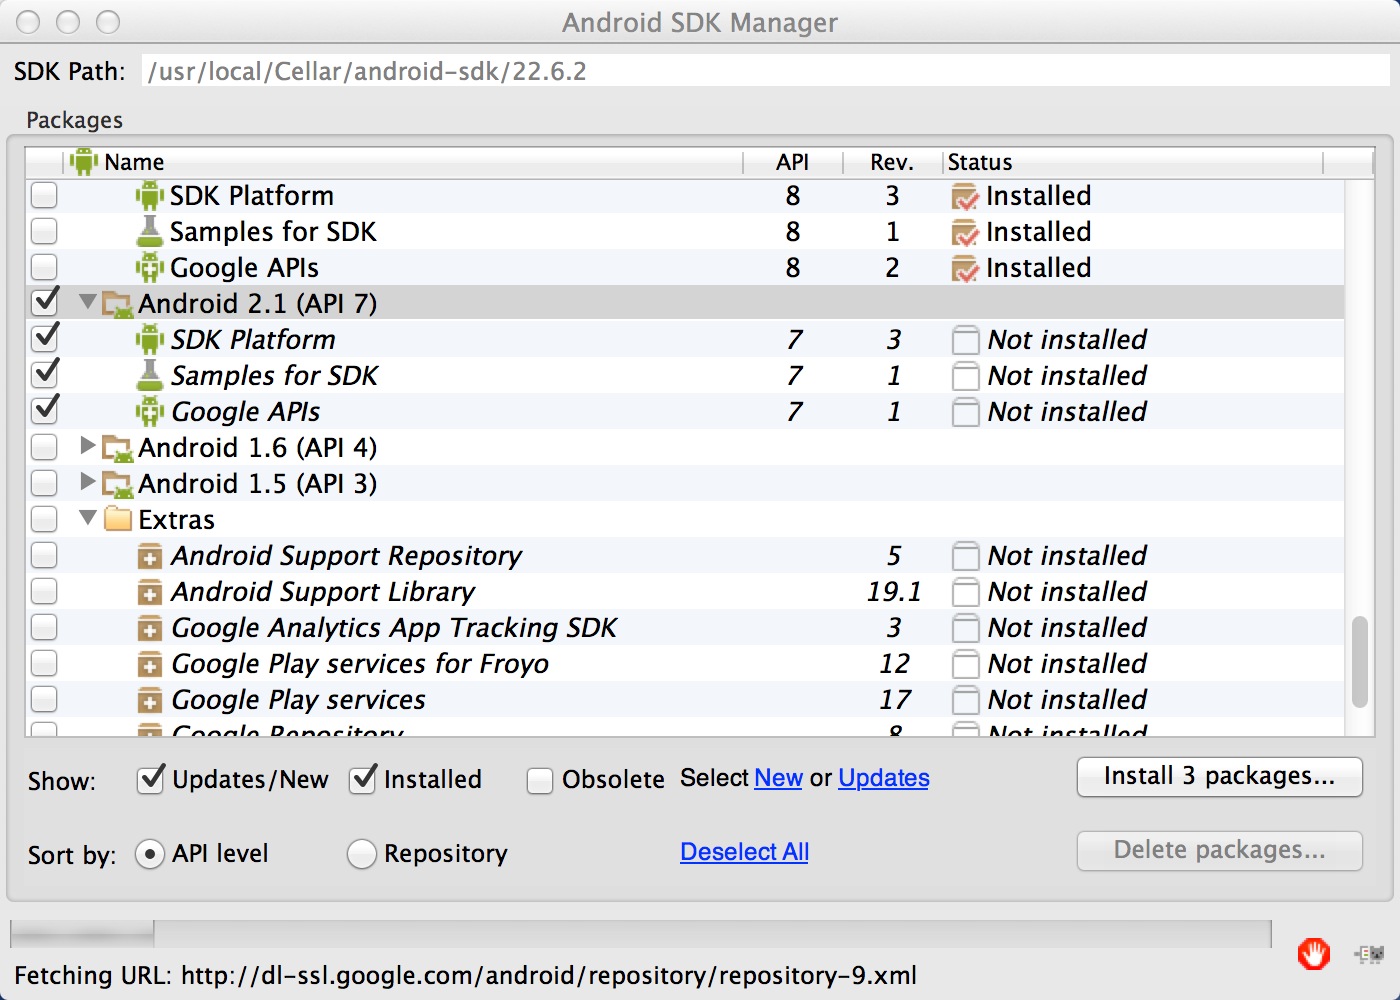 Android SDK Manager
SDK Path: /usr/local/Cellar/android-sdk/22.6.2
Packages
Name API Rev. Status
SDK Platform 8 3 Installed
Samples for SDK 8 1 Installed
Google APIs 8 2 Installed
Android 2.1 (API 7)
SDK Platform 7 3 Not installed
Samples for SDK 7 1 Not installed
Google APIs 7 1 Not installed
Android 1.6 (API 4)
Android 1.5 (API 3)
Extras
Android Support Repository 5 Not installed
Android Support Library 19.1 Not installed
Google Analytics App Tracking SDK 3 Not installed
Google Play services for Froyo 12 Not installed
Google Play services 17 Not installed
Google Repository 8 Not installed
Show: Updates/New Installed Obsolete Select New or Updates Install 3 packages...
Sort by: API level Repository Deselect All Delete packages...
Fetching URL: http://dl-ssl.google.com/android/repository/repository-9.xml